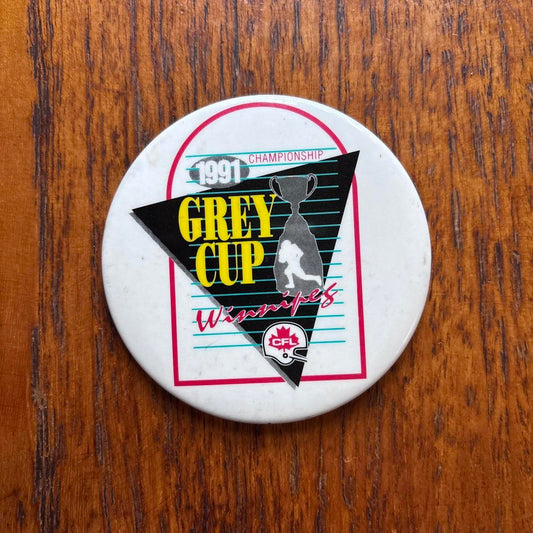 1991
CHAMPIONSHIP
GREY
CUP
Winnipeg
CFL